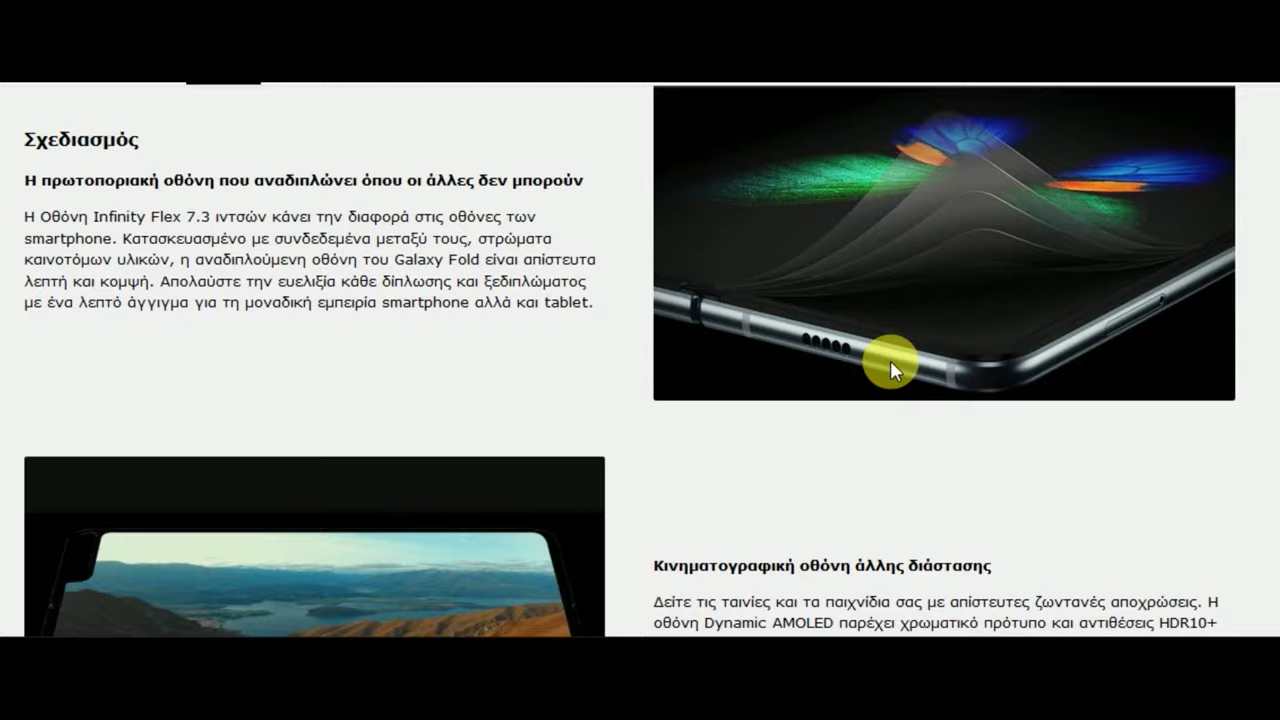 Σχεδιασμός
Η πρωτοποριακή οθόνη που αναδιπλώνει όπου οι άλλες δεν μπορούν
Η Οθόνη Infinity Flex 7.3 ιντσών κάνει την διαφορά στις οθόνες των
smartphone. Κατασκευασμένο με συνδεδεμένα μεταξύ τους, στρώματα
καινοτόμων υλικών, η αναδιπλούμενη οθόνη του Galaxy Fold είναι απίστευτα
λεπτή και κομψή. Απολαύστε την ευελιξία κάθε δίπλωσης και ξεδιπλώματος
με ένα λεπτό άγγιγμα για τη μοναδική εμπειρία smartphone αλλά και tablet.
Κινηματογραφική οθόνη άλλης διάστασης
Δείτε τις ταινίες και τα παιχνίδια σας με απίστευτες ζωντανές αποχρώσεις. Η
οθόνη Dynamic AMOLED παρέχει χρωματικό πρότυπο και αντιθέσεις HDR10+